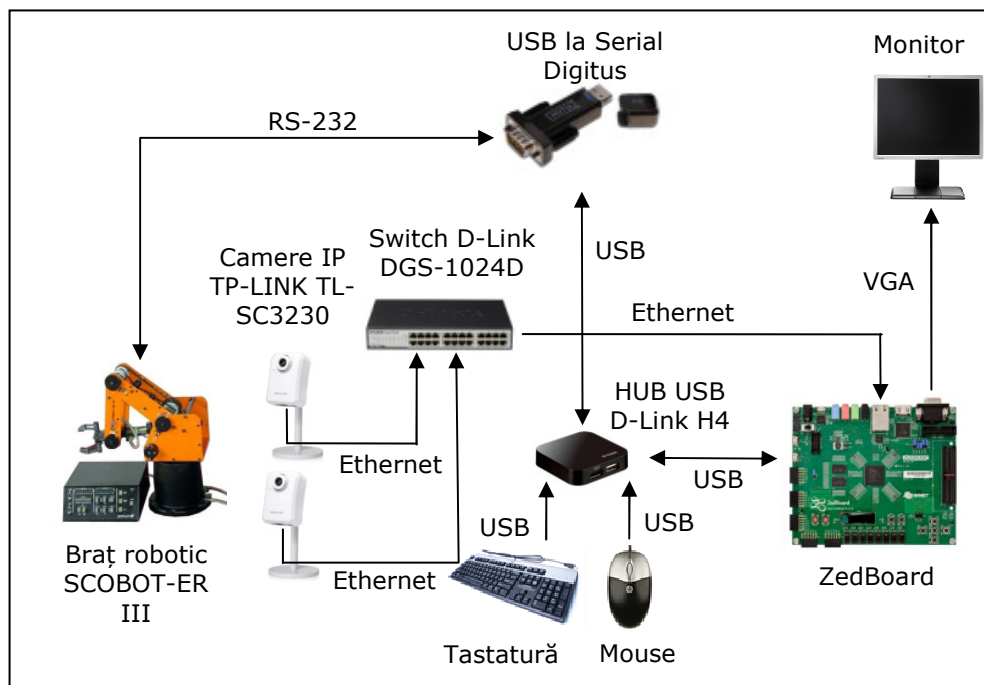 USB la Serial
Digitus
Monitor
RS-232
Switch D-Link
DGS-1024D
Camere IP
TP-LINK TL-
SC3230
USB
VGA
Ethernet
HUB USB
D-Link H4
Ethernet
USB
USB
USB
Braț robotic
SCOBOT-ER
III
Ethernet
ZedBoard
Tastatură
Mouse